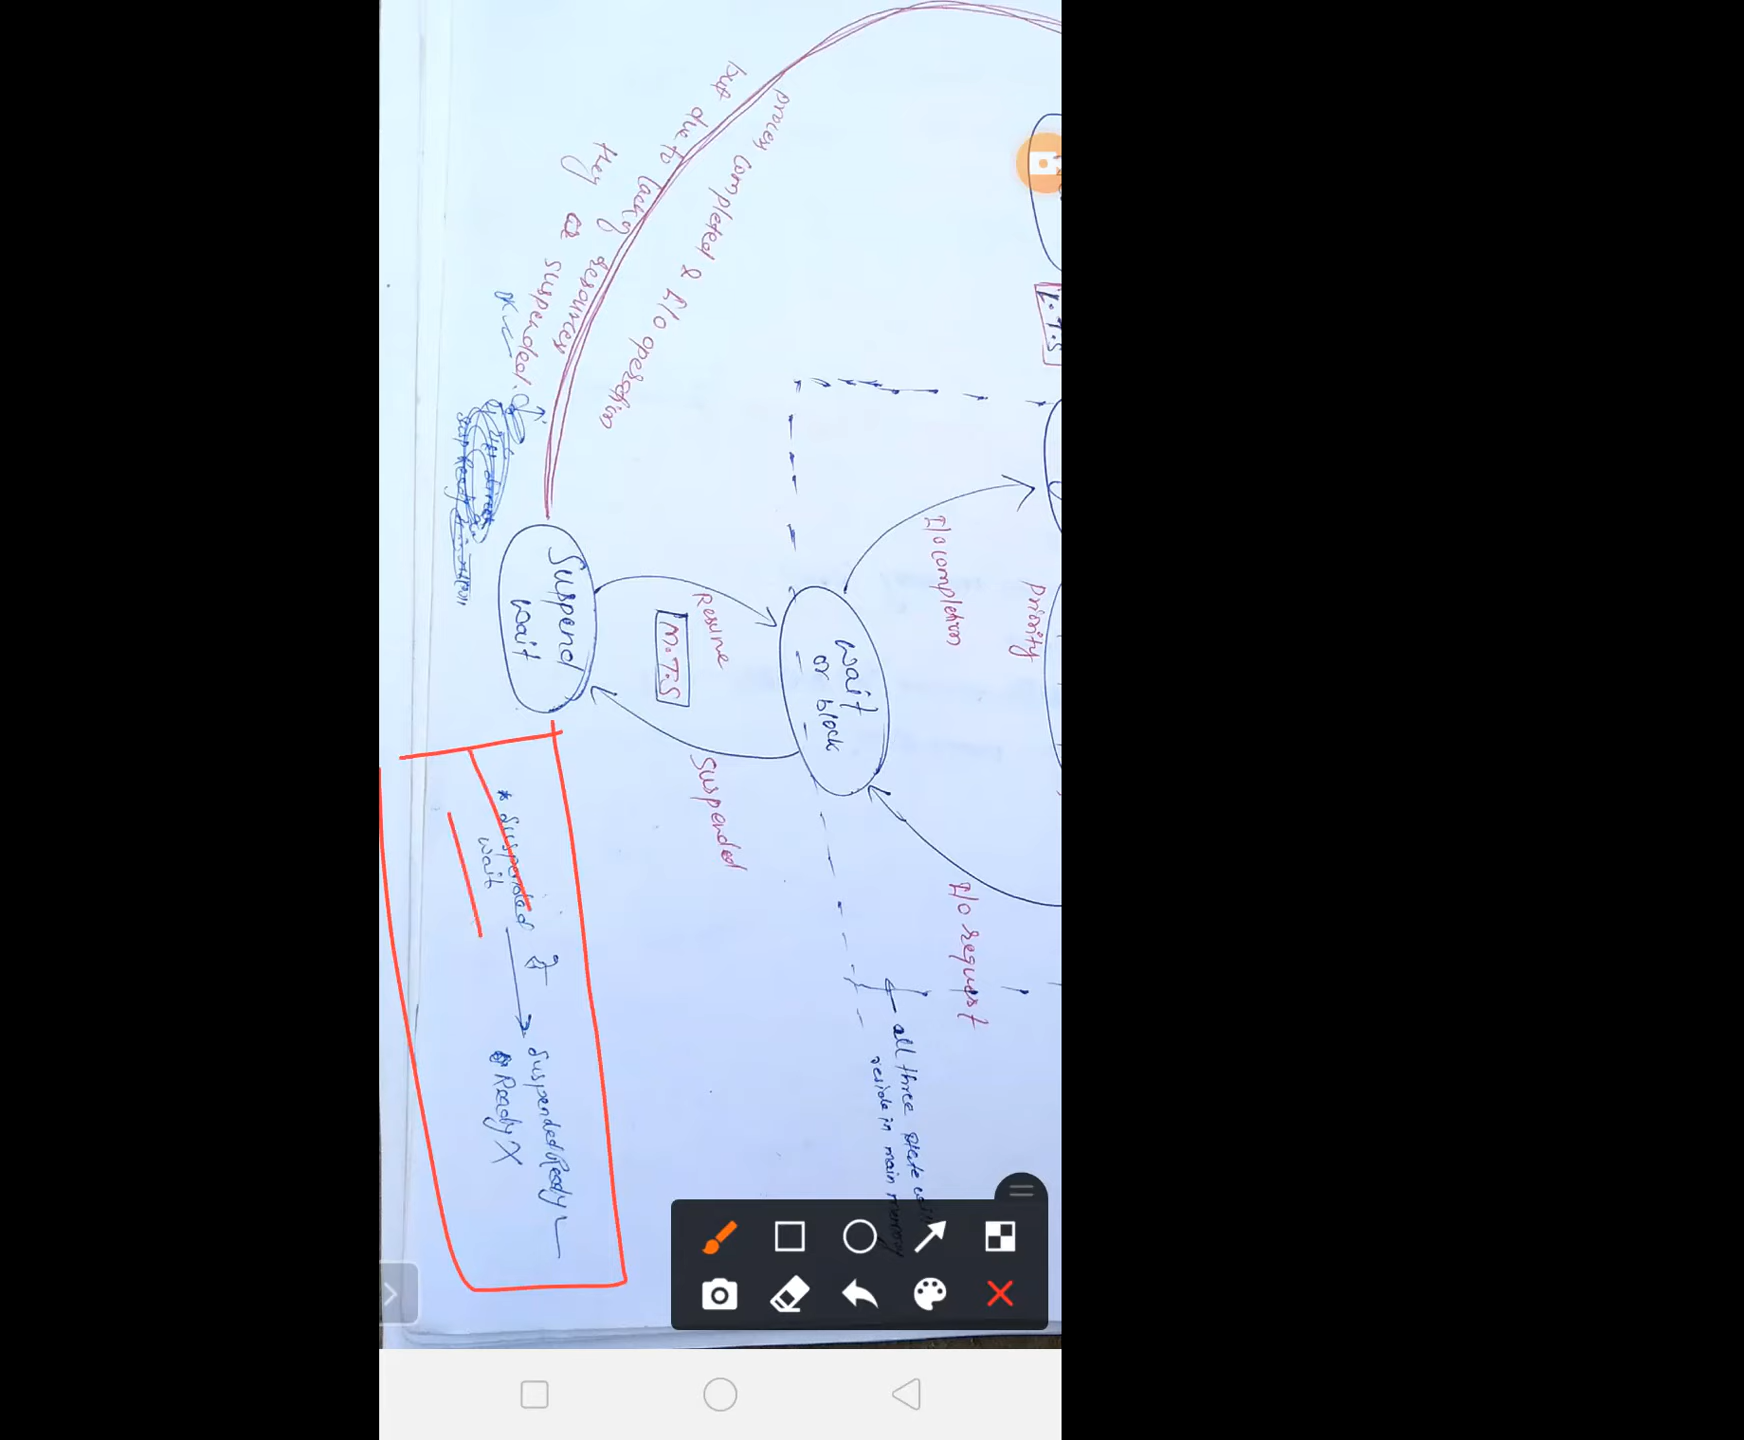 process completed & I/O operation
but due to lack of resources
they are suspended.
L.T.S
Priority
I/O completion
I/O request
wait
or block
all three state will
reside in main memory
Resume
M.T.S
Suspended
Suspend
wait
* Suspended
wait
Suspended Ready
Ready X